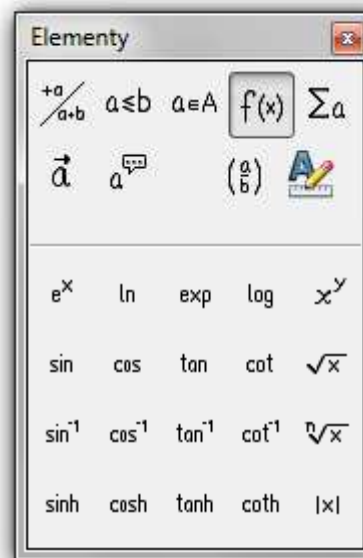 Elementy
+a/a+b a≤b a∈A f(x) Σa
a⃗ a (a/b) A
eˣ ln exp log xʸ
sin cos tan cot √x
sin⁻¹ cos⁻¹ tan⁻¹ cot⁻¹ ⁿ√x
sinh cosh tanh coth |x|